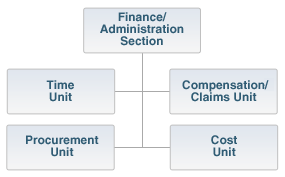 Finance/
Administration
Section
Time
Unit
Compensation/
Claims Unit
Procurement
Unit
Cost
Unit